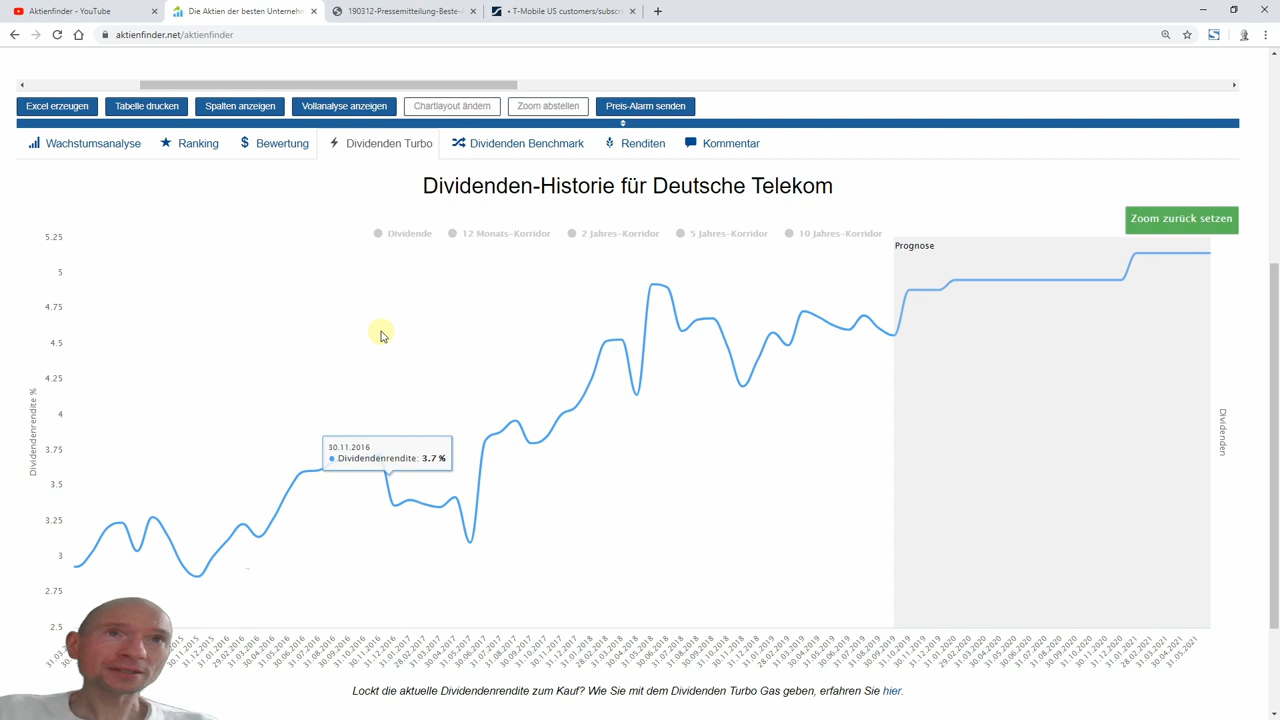 Aktienfinder - YouTube
Die Aktien der besten Unternehm
190312-Pressemitteilung-Beste-A
• T-Mobile US customers/subscri
aktienfinder.net/aktienfinder
Excel erzeugen
Tabelle drucken
Spalten anzeigen
Vollanalyse anzeigen
Chartlayout ändern
Zoom abstellen
Preis-Alarm senden
Wachstumsanalyse
Ranking
Bewertung
Dividenden Turbo
Dividenden Benchmark
Renditen
Kommentar
Dividenden-Historie für Deutsche Telekom
Zoom zurück setzen
Dividende
12 Monats-Korridor
2 Jahres-Korridor
5 Jahres-Korridor
10 Jahres-Korridor
Prognose
5.25
5
4.75
4.5
4.25
4
3.75
3.5
3.25
3
2.75
2.5
Dividendenrendite %
Dividenden
30.11.2016
Dividendenrendite: 3.7 %
Lockt die aktuelle Dividendenrendite zum Kauf? Wie Sie mit dem Dividenden Turbo Gas geben, erfahren Sie hier.